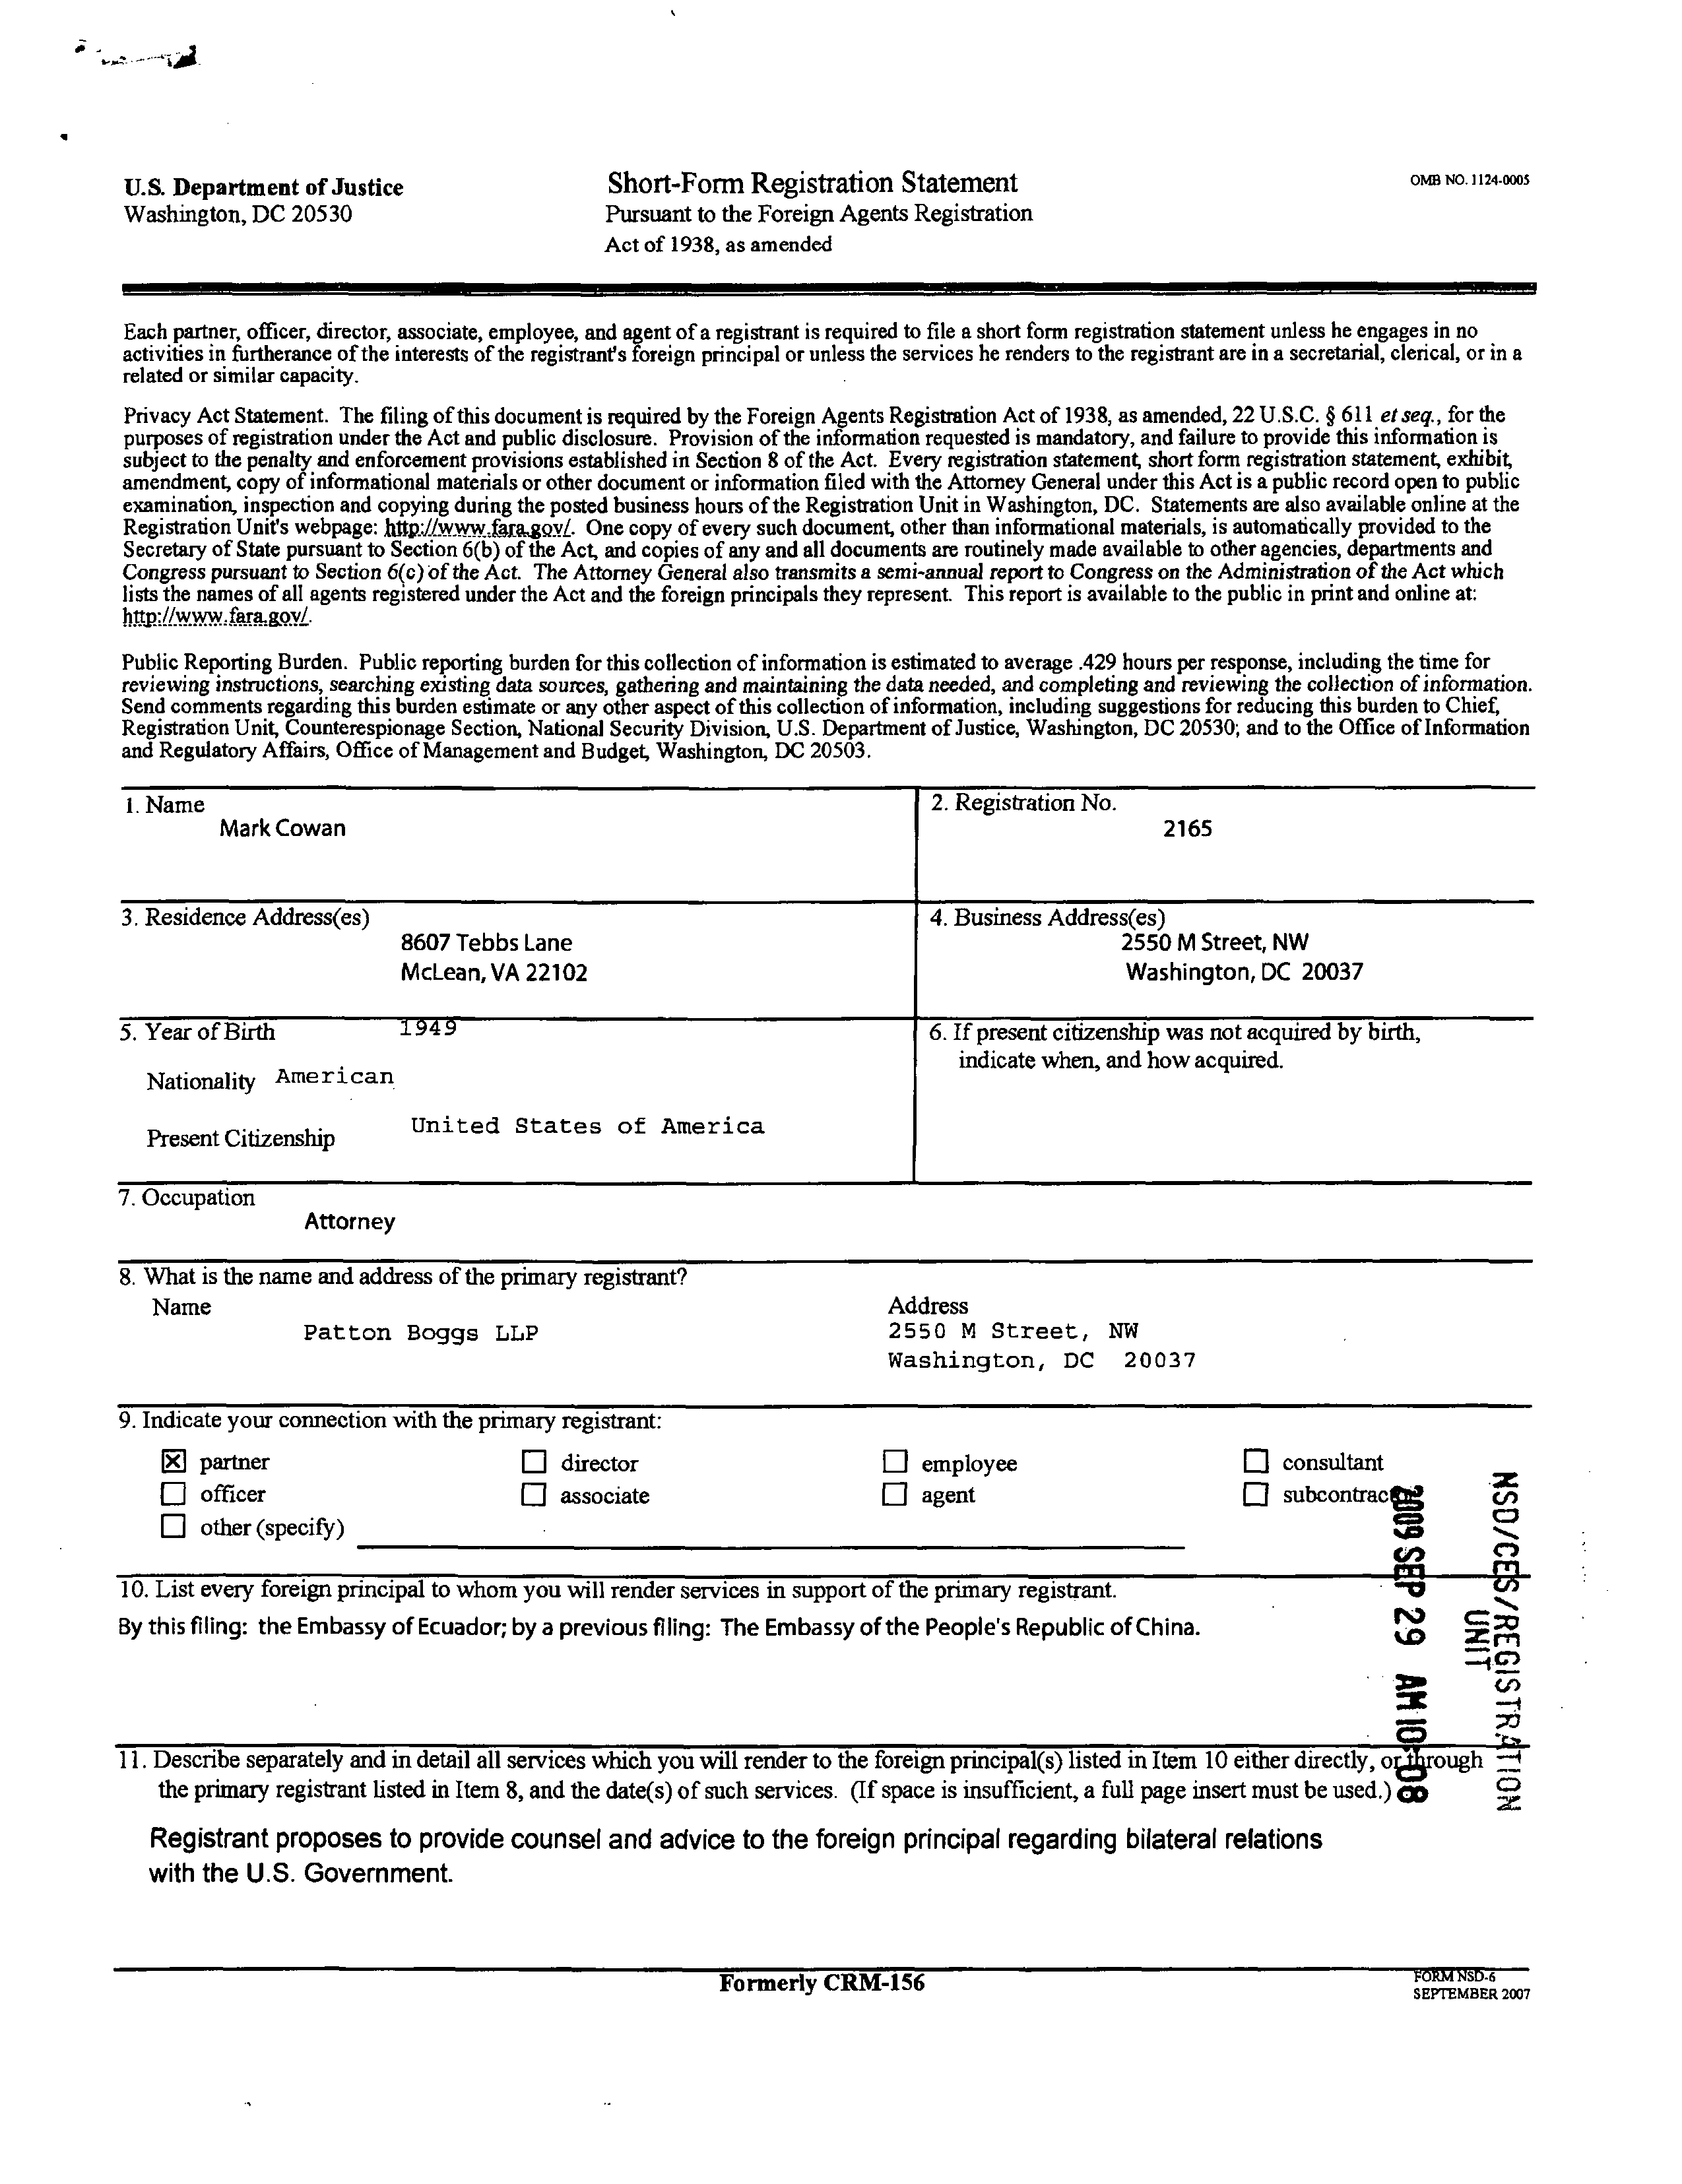 U.S. Department of Justice
Washington, DC 20530
Short-Form Registration Statement
Pursuant to the Foreign Agents Registration
Act of 1938, as amended
OMB NO. 1124-0005
Each partner, officer, director, associate, employee, and agent of a registrant is required to file a short form registration statement unless he engages in no
activities in furtherance of the interests of the registrant's foreign principal or unless the services he renders to the registrant are in a secretarial, clerical, or in a
related or similar capacity.
Privacy Act Statement. The filing of this document is required by the Foreign Agents Registration Act of 1938, as amended, 22 U.S.C. § 611 et seq., for the
purposes of registration under the Act and public disclosure. Provision of the information requested is mandatory, and failure to provide this information is
subject to the penalty and enforcement provisions established in Section 8 of the Act. Every registration statement, short form registration statement, exhibit,
amendment, copy of informational materials or other document or information filed with the Attorney General under this Act is a public record open to public
examination, inspection and copying during the posted business hours of the Registration Unit in Washington, DC. Statements are also available online at the
Registration Unit's webpage: http://www.fara.gov/. One copy of every such document, other than informational materials, is automatically provided to the
Secretary of State pursuant to Section 6(b) of the Act, and copies of any and all documents are routinely made available to other agencies, departments and
Congress pursuant to Section 6(c) of the Act. The Attorney General also transmits a semi-annual report to Congress on the Administration of the Act which
lists the names of all agents registered under the Act and the foreign principals they represent. This report is available to the public in print and online at:
http://www.fara.gov/.
Public Reporting Burden. Public reporting burden for this collection of information is estimated to average .429 hours per response, including the time for
reviewing instructions, searching existing data sources, gathering and maintaining the data needed, and completing and reviewing the collection of information.
Send comments regarding this burden estimate or any other aspect of this collection of information, including suggestions for reducing this burden to Chief,
Registration Unit, Counterespionage Section, National Security Division, U.S. Department of Justice, Washington, DC 20530; and to the Office of Information
and Regulatory Affairs, Office of Management and Budget, Washington, DC 20503.
1. Name
Mark Cowan
2. Registration No.
2165
3. Residence Address(es)
8607 Tebbs Lane
McLean, VA 22102
4. Business Address(es)
2550 M Street, NW
Washington, DC 20037
5. Year of Birth 1949
Nationality American
Present Citizenship United States of America
6. If present citizenship was not acquired by birth,
indicate when, and how acquired.
7. Occupation
Attorney
8. What is the name and address of the primary registrant?
Name
Patton Boggs LLP
Address
2550 M Street, NW
Washington, DC 20037
9. Indicate your connection with the primary registrant:
partner director employee consultant
officer associate agent subcontrac
other (specify)
NSD/CES/REGISTRATION
UNIT
2009 SEP 29 AM 10:08
10. List every foreign principal to whom you will render services in support of the primary registrant.
By this filing: the Embassy of Ecuador; by a previous filing: The Embassy of the People's Republic of China.
11. Describe separately and in detail all services which you will render to the foreign principal(s) listed in Item 10 either directly, or through
the primary registrant listed in Item 8, and the date(s) of such services. (If space is insufficient, a full page insert must be used.)
Registrant proposes to provide counsel and advice to the foreign principal regarding bilateral relations
with the U.S. Government.
Formerly CRM-156
FORM NSD-6
SEPTEMBER 2007